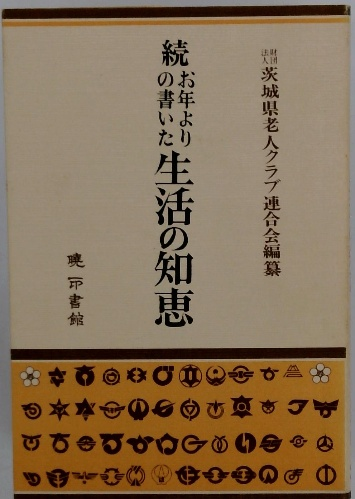 財団法人 茨城県老人クラブ連合会編纂
続 お年よりの書いた 生活の知恵
暁印書館